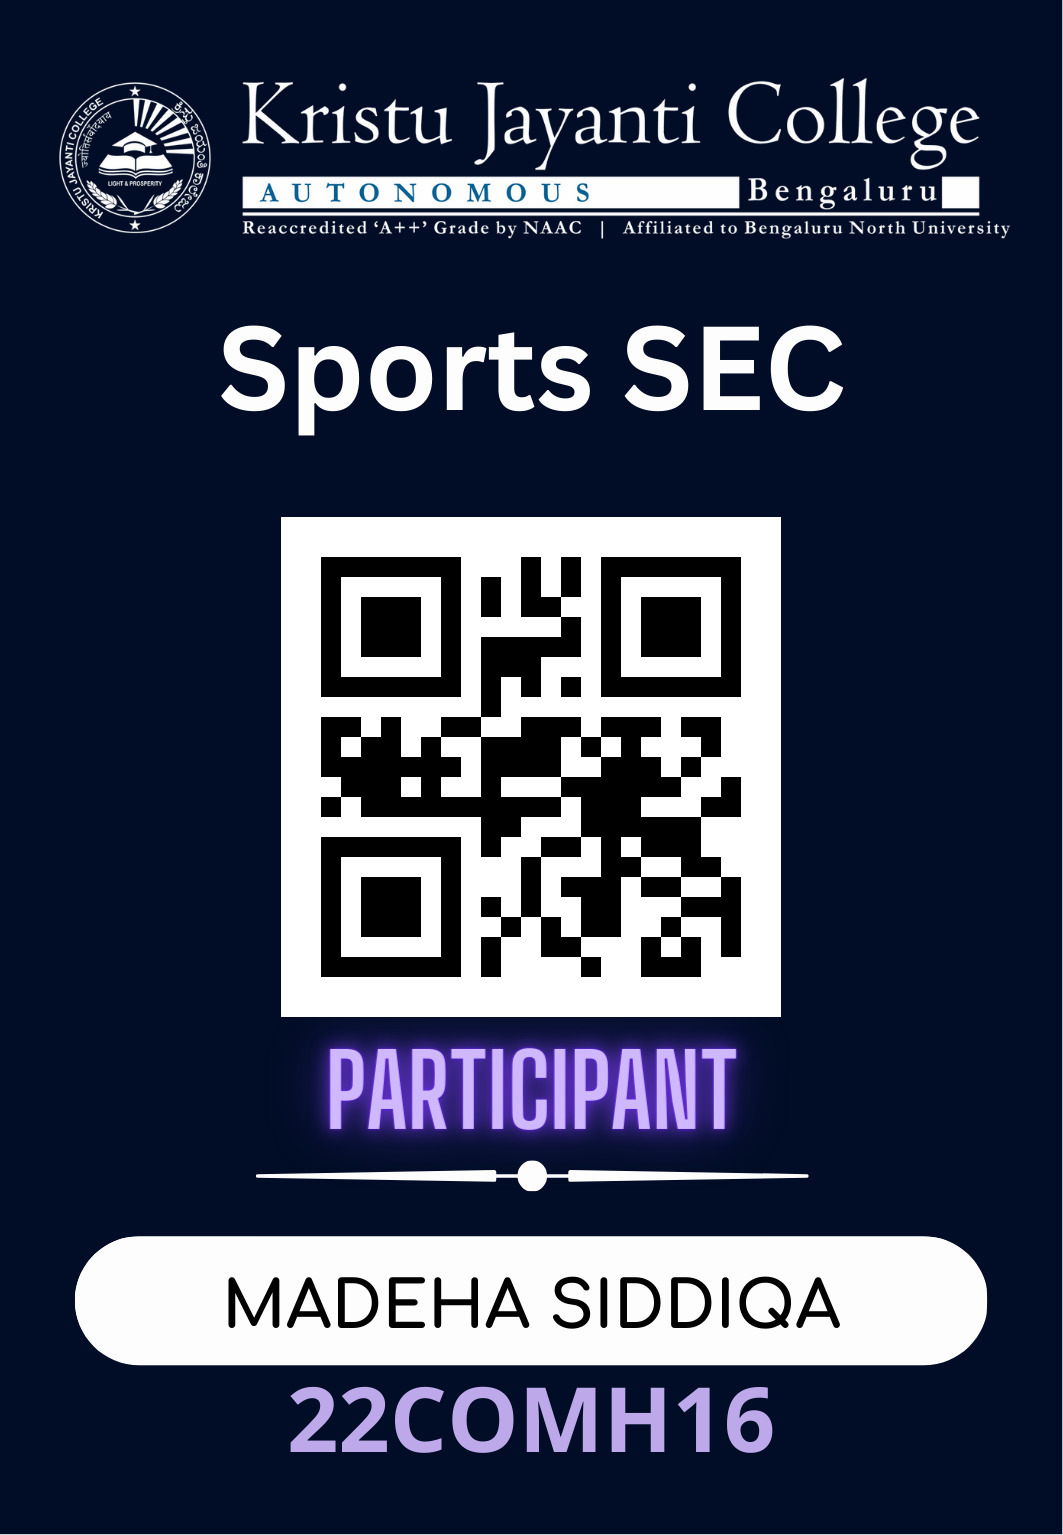 KRISTU JAYANTI COLLEGE
LIGHT & PROSPERITY
Kristu Jayanti College
AUTONOMOUS Bengaluru
Reaccredited ‘A++’ Grade by NAAC | Affiliated to Bengaluru North University
Sports SEC
PARTICIPANT
MADEHA SIDDIQA
22COMH16